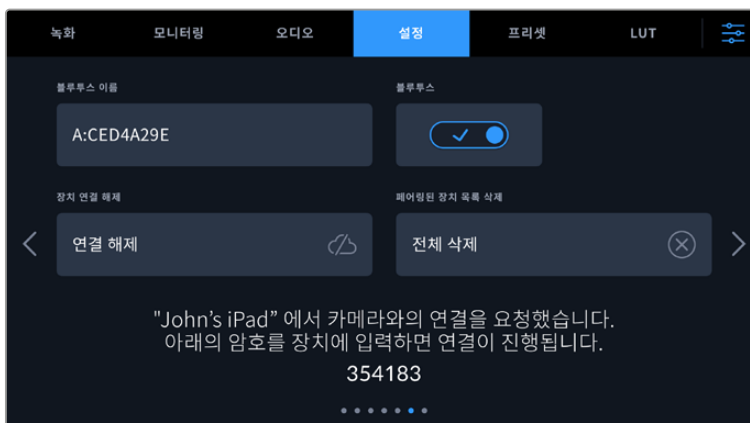 녹화 모니터링 오디오 설정 프리셋 LUT
블루투스 이름 블루투스
A:CED4A29E
장치 연결 해제 페어링된 장치 목록 삭제
연결 해제 전체 삭제
"John's iPad” 에서 카메라와의 연결을 요청했습니다.
아래의 암호를 장치에 입력하면 연결이 진행됩니다.
354183